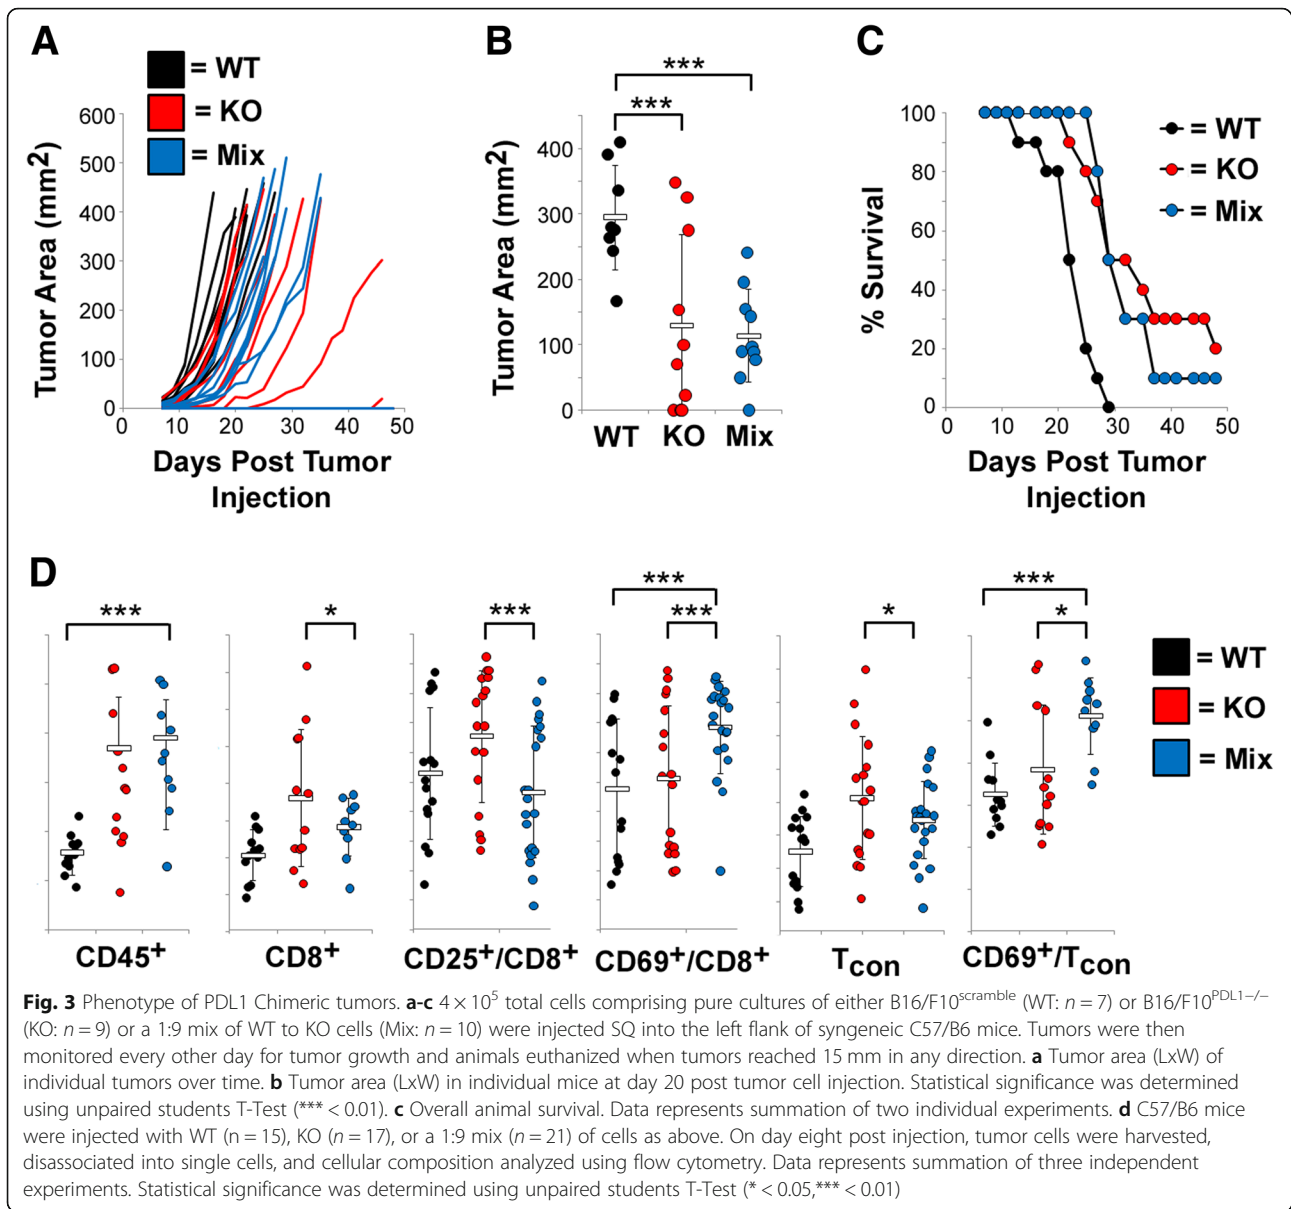 A
= WT
= KO
= Mix
600
500
400
300
200
100
0
Tumor Area (mm²)
0 10 20 30 40 50
Days Post Tumor
Injection
B
***
***
400
300
200
100
0
Tumor Area (mm²)
WT KO Mix
C
100
80
60
40
20
0
% Survival
= WT
= KO
= Mix
0 10 20 30 40 50
Days Post Tumor
Injection
D
***
*
***
***
***
*
***
*
= WT
= KO
= Mix
CD45⁺ CD8⁺ CD25⁺/CD8⁺ CD69⁺/CD8⁺ Tcon CD69⁺/Tcon
Fig. 3 Phenotype of PDL1 Chimeric tumors. a-c 4 × 10⁵ total cells comprising pure cultures of either B16/F10ˢᶜʳᵃᵐᵇˡᵉ (WT: n = 7) or B16/F10ᴾᴰᴸ¹⁻/⁻
(KO: n = 9) or a 1:9 mix of WT to KO cells (Mix: n = 10) were injected SQ into the left flank of syngeneic C57/B6 mice. Tumors were then
monitored every other day for tumor growth and animals euthanized when tumors reached 15 mm in any direction. a Tumor area (LxW) of
individual tumors over time. b Tumor area (LxW) in individual mice at day 20 post tumor cell injection. Statistical significance was determined
using unpaired students T-Test (*** < 0.01). c Overall animal survival. Data represents summation of two individual experiments. d C57/B6 mice
were injected with WT (n = 15), KO (n = 17), or a 1:9 mix (n = 21) of cells as above. On day eight post injection, tumor cells were harvested,
disassociated into single cells, and cellular composition analyzed using flow cytometry. Data represents summation of three independent
experiments. Statistical significance was determined using unpaired students T-Test (* < 0.05,*** < 0.01)